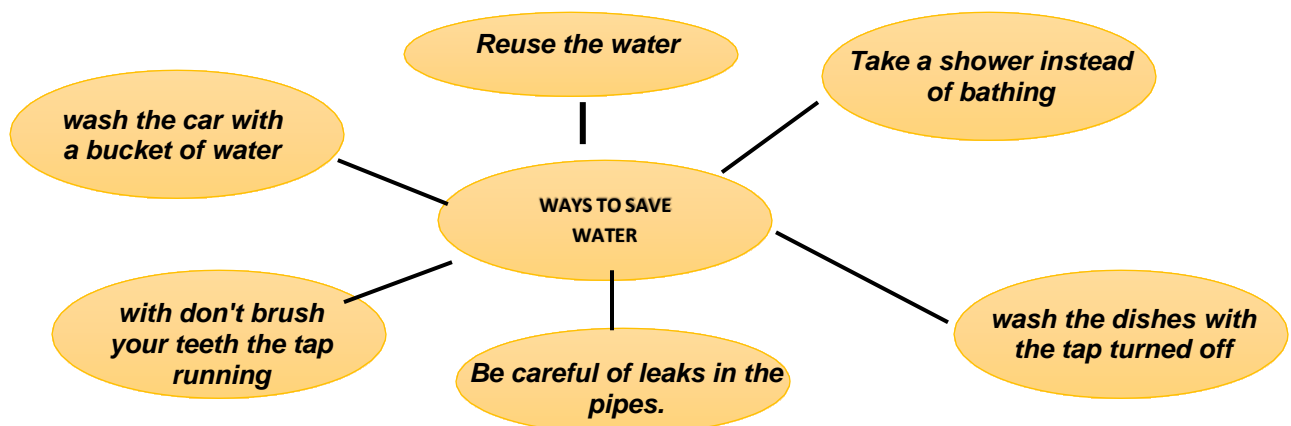 Reuse the water
Take a shower instead
of bathing
wash the car with
a bucket of water
WAYS TO SAVE
WATER
with don't brush
your teeth the tap
running
wash the dishes with
the tap turned off
Be careful of leaks in the
pipes.